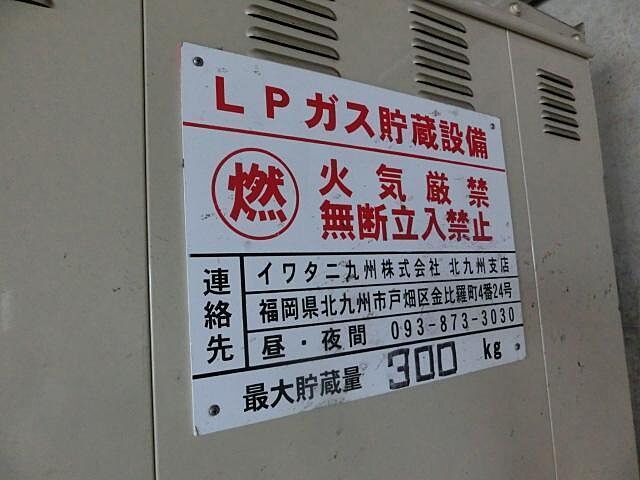 LPガス貯蔵設備
燃
火気厳禁
無断立入禁止
連絡先
イワタニ九州株式会社 北九州支店
福岡県北九州市戸畑区金比羅町4番24号
昼・夜間 093-873-3030
最大貯蔵量 300 kg